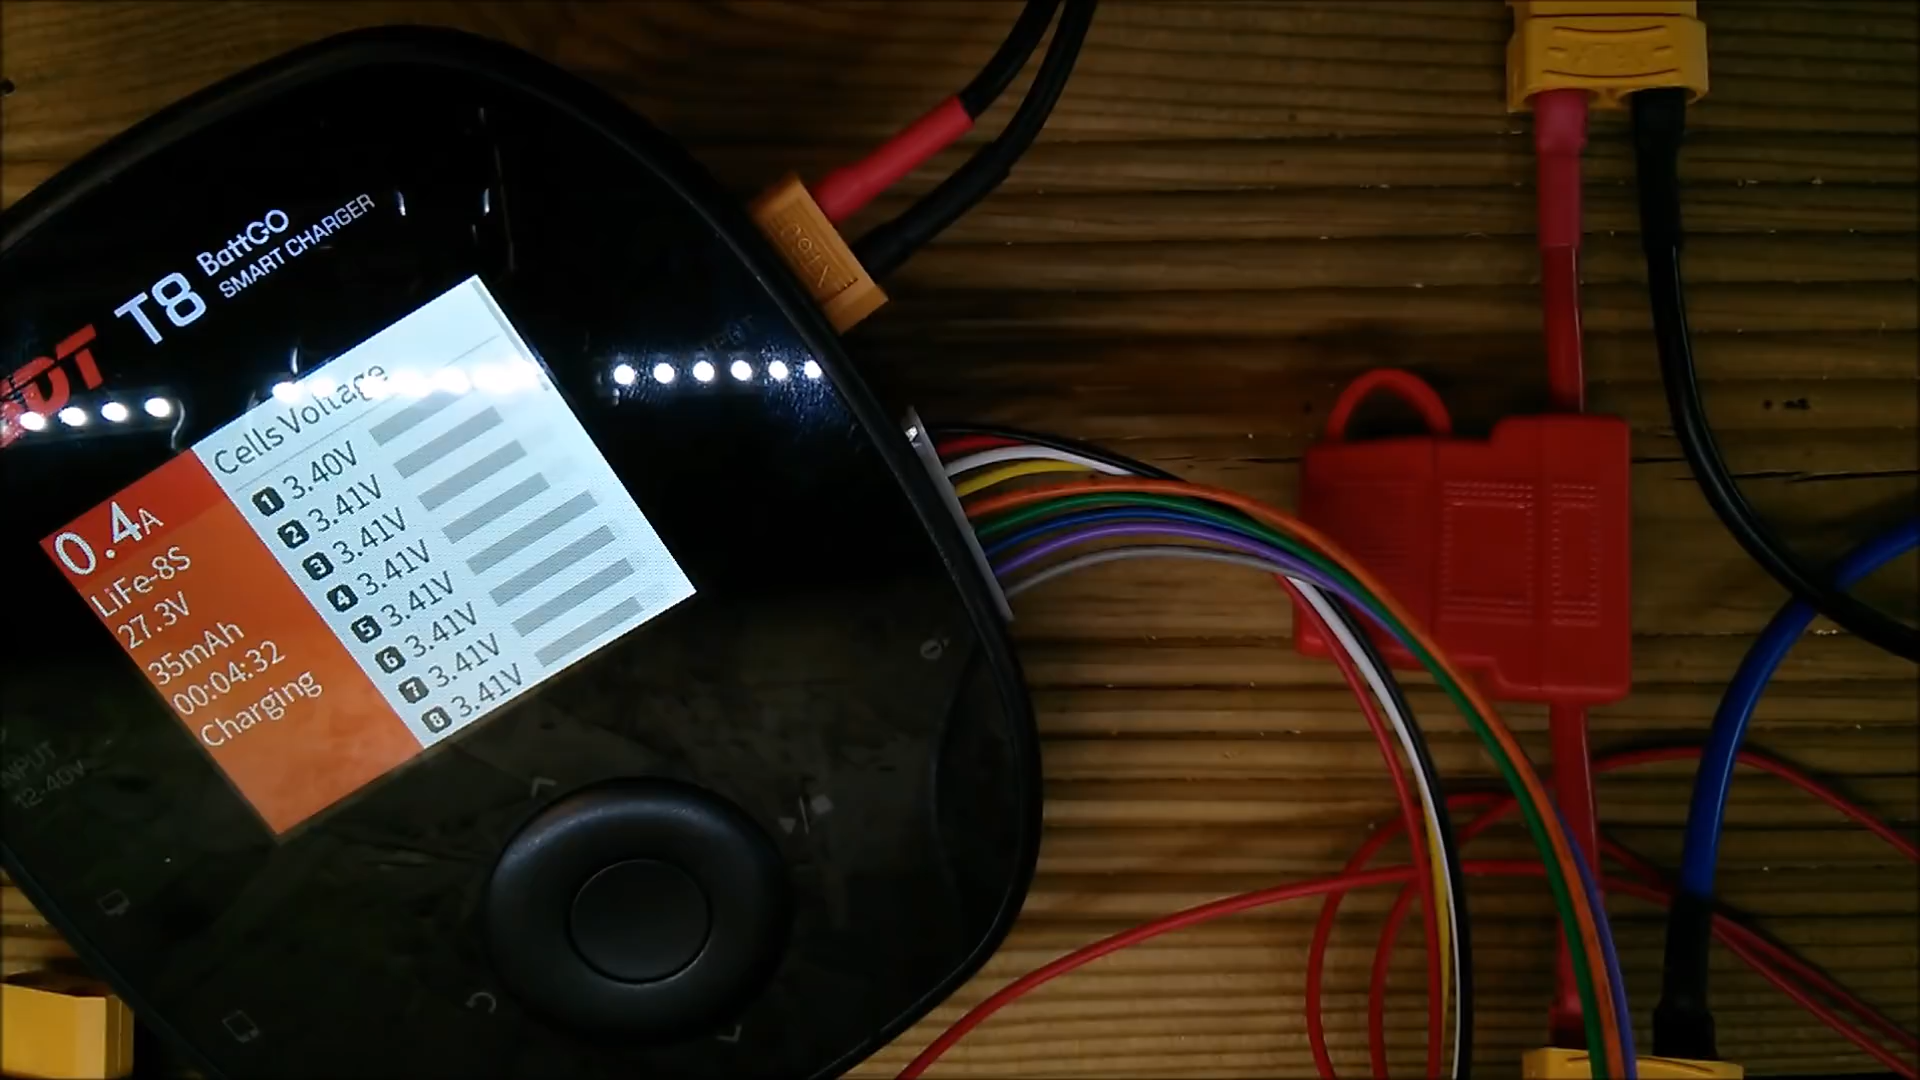 T8 BattGO
SMART CHARGER
CellsVoltage
1 3.40V
2 3.41V
3 3.41V
4 3.41V
5 3.41V
6 3.41V
7 3.41V
8 3.41V
0.4A
LiFe-8S
27.3V
35mAh
00:04:32
Charging
INPUT
12-40V
XT60